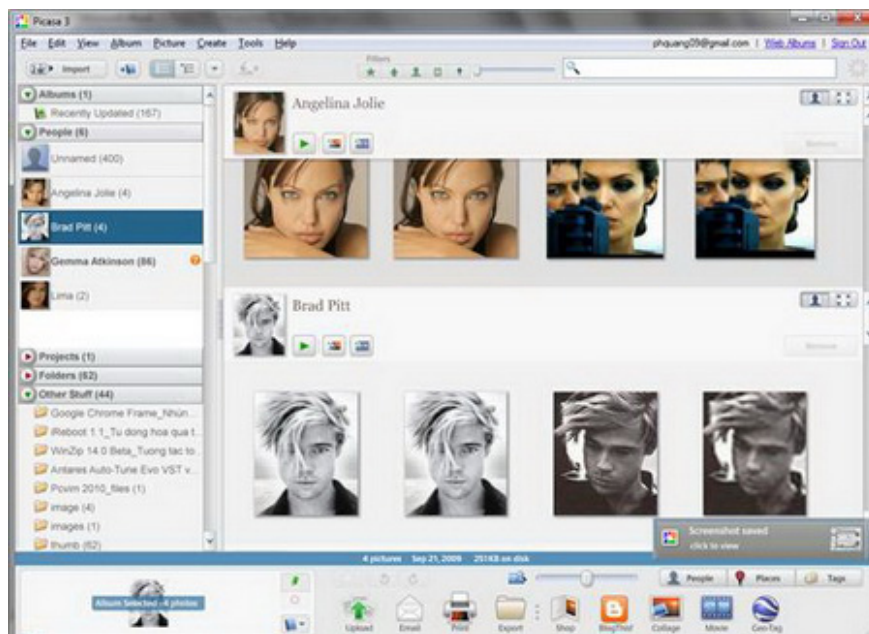 Picasa 3
File Edit View Album Picture Create Tools Help
phquang09@gmail.com | Web Albums | Sign Out
Import
Filters
Albums (1)
Recently Updated (167)
People (6)
Unnamed (400)
Angelina Jolie (4)
Brad Pitt (4)
Gemma Atkinson (86)
Lima (2)
Projects (1)
Folders (62)
Other Stuff (44)
Google Chrome Frame_Nhún...
iReboot 1.1_Tu dong hoa qua t...
WinZip 14.0 Beta_Tuong tac to...
Antares Auto-Tune Evo VST v...
Pcvim 2010_files (1)
image (4)
images (1)
thumb (62)
Angelina Jolie
Remove
Brad Pitt
Remove
Screenshot saved
click to view
4 pictures Sep 21, 2009 251KB on disk
Album Selected - 4 photos
People Places Tags
Upload Email Print Export Shop BlogThis! Collage Movie Geo-Tag